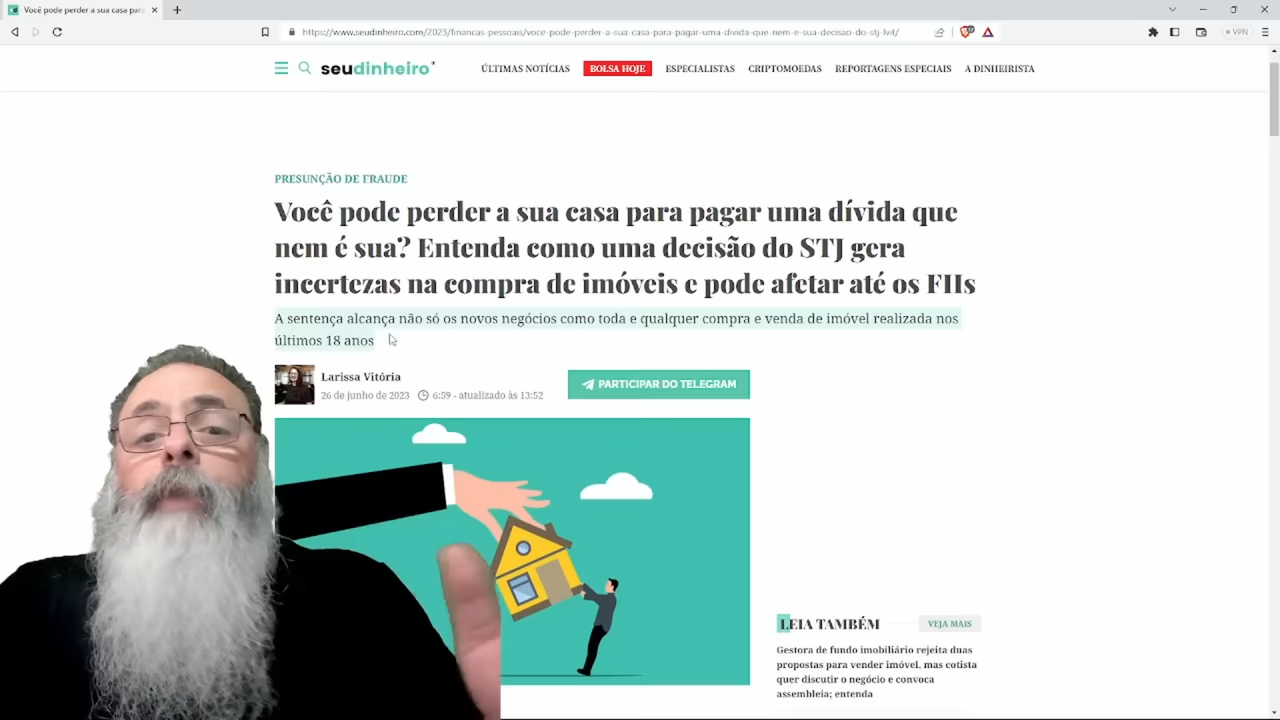 Você pode perder a sua casa par
https://www.seudinheiro.com/2023/financas-pessoais/voce-pode-perder-a-sua-casa-para-pagar-uma-divida-que-nem-e-sua-decisao-do-stj-lvit/
VPN
seudinheiro
ÚLTIMAS NOTÍCIAS
BOLSA HOJE
ESPECIALISTAS
CRIPTOMOEDAS
REPORTAGENS ESPECIAIS
A DINHEIRISTA
PRESUNÇÃO DE FRAUDE
Você pode perder a sua casa para pagar uma dívida que
nem é sua? Entenda como uma decisão do STJ gera
incertezas na compra de imóveis e pode afetar até os FIIs
A sentença alcança não só os novos negócios como toda e qualquer compra e venda de imóvel realizada nos
últimos 18 anos
Larissa Vitória
26 de junho de 2023
6:59 - atualizado às 13:52
PARTICIPAR DO TELEGRAM
LEIA TAMBÉM
VEJA MAIS
Gestora de fundo imobiliário rejeita duas
propostas para vender imóvel, mas cotista
quer discutir o negócio e convoca
assembleia; entenda